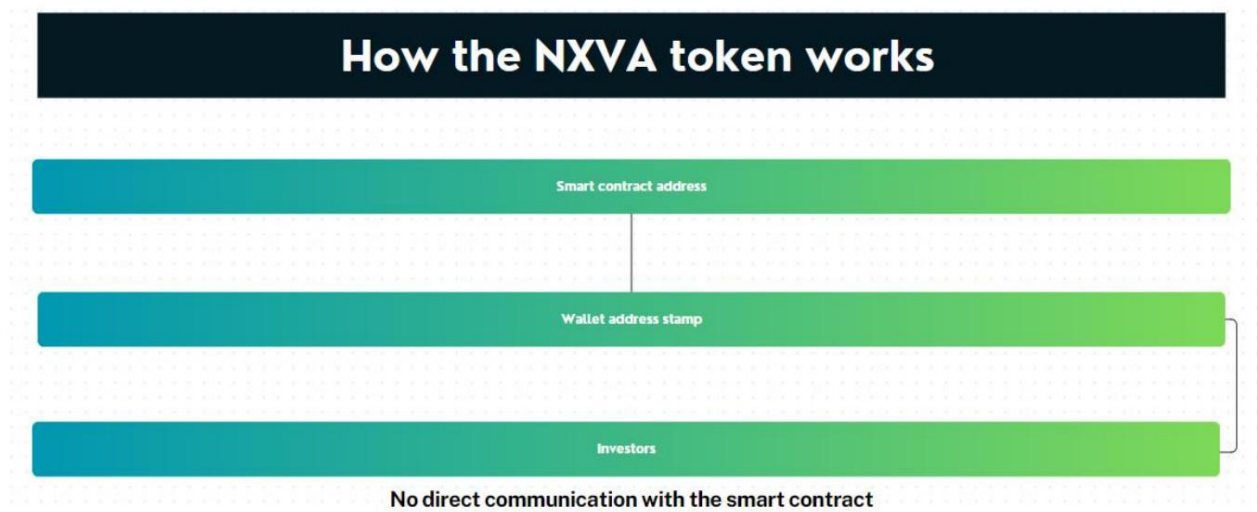 How the NXVA token works
Smart contract address
Wallet address stamp
Investors
No direct communication with the smart contract